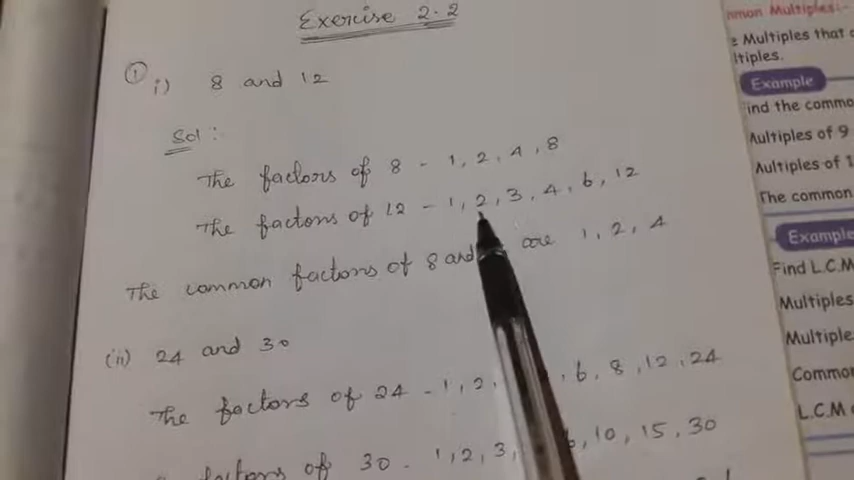 Exercise 2.2
① i) 8 and 12
Sol :
The factors of 8 - 1, 2, 4, 8
The factors of 12 - 1, 2, 3, 4, 6, 12
The common factors of 8 and are 1, 2, 4
(ii) 24 and 30
The factors of 24 - 1, 2, , 6, 8, 12, 24
factors of 30 - 1, 2, 3, 6, 10, 15, 30
mmon Multiples:-
Multiples that
ltiples.
Example
ind the commo
Multiples of 9
Multiples of 1
The common
Example
Find L.C.M
Multiples
Multiple
Common
L.C.M